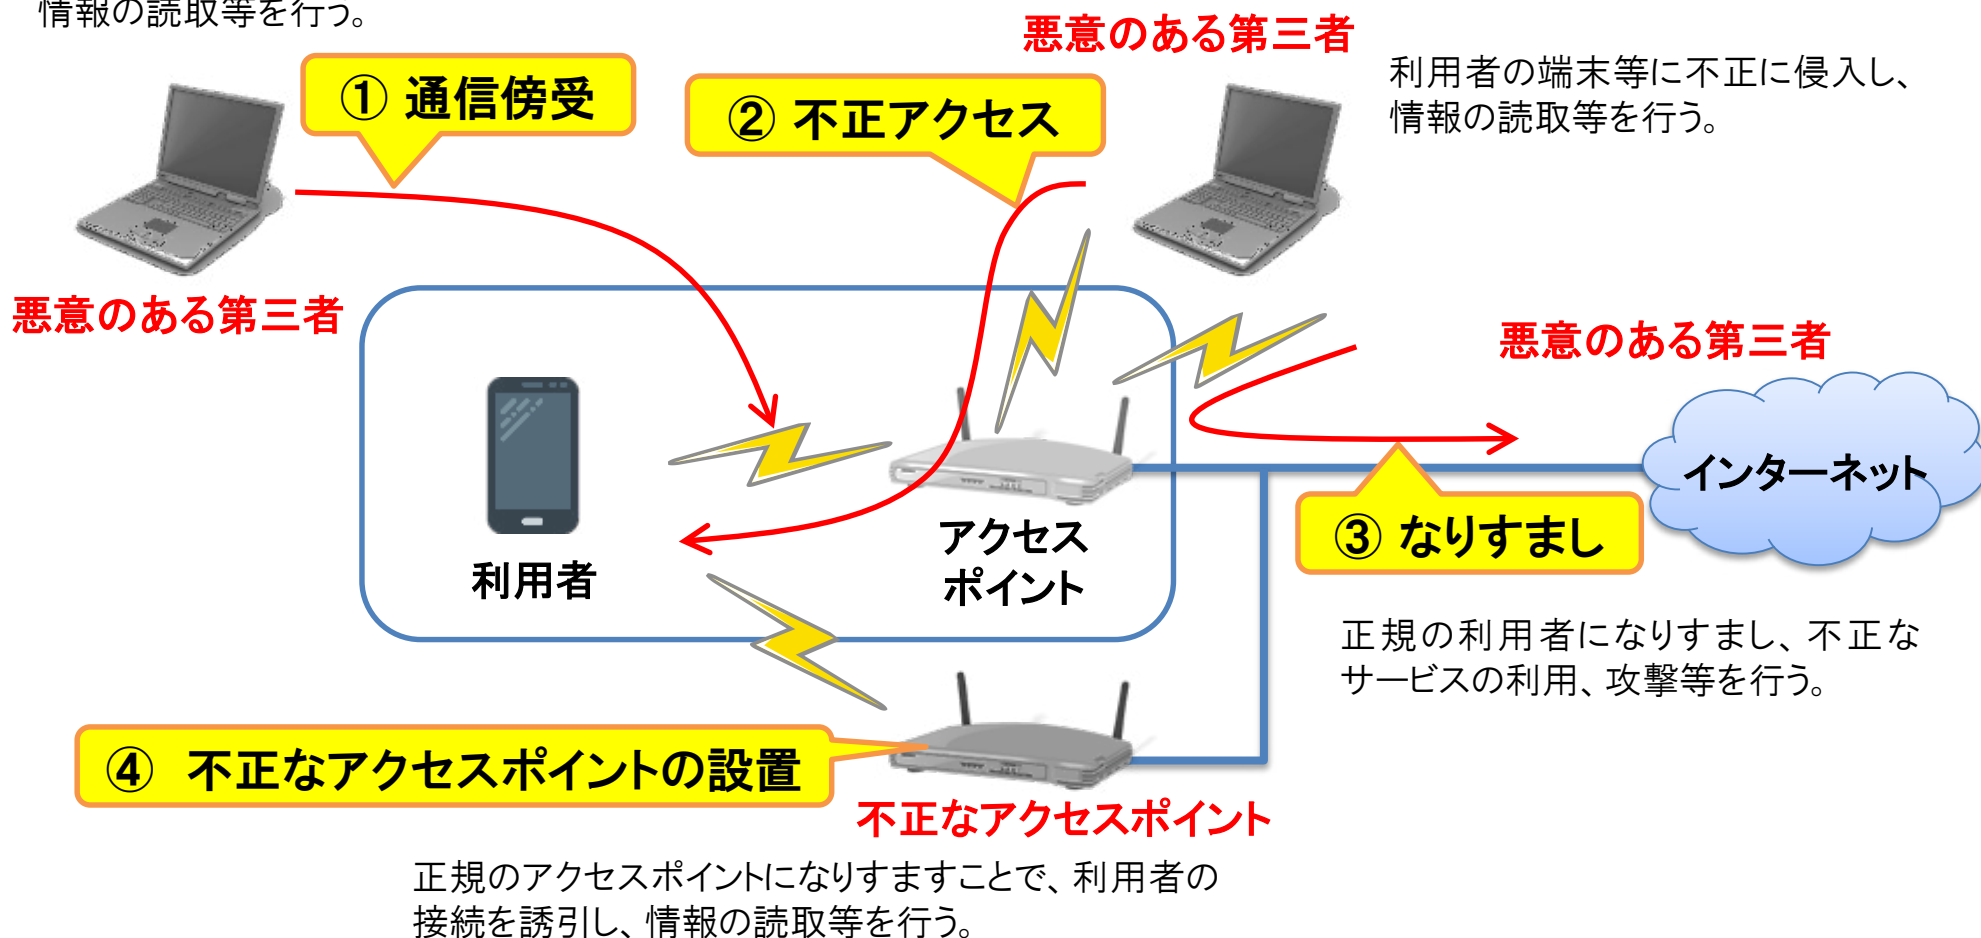 情報の読取等を行う。
悪意のある第三者
利用者の端末等に不正に侵入し、
情報の読取等を行う。
① 通信傍受
② 不正アクセス
悪意のある第三者
悪意のある第三者
インターネット
アクセス
ポイント
③ なりすまし
利用者
正規の利用者になりすまし、不正な
サービスの利用、攻撃等を行う。
④ 不正なアクセスポイントの設置
不正なアクセスポイント
正規のアクセスポイントになりすますことで、利用者の
接続を誘引し、情報の読取等を行う。